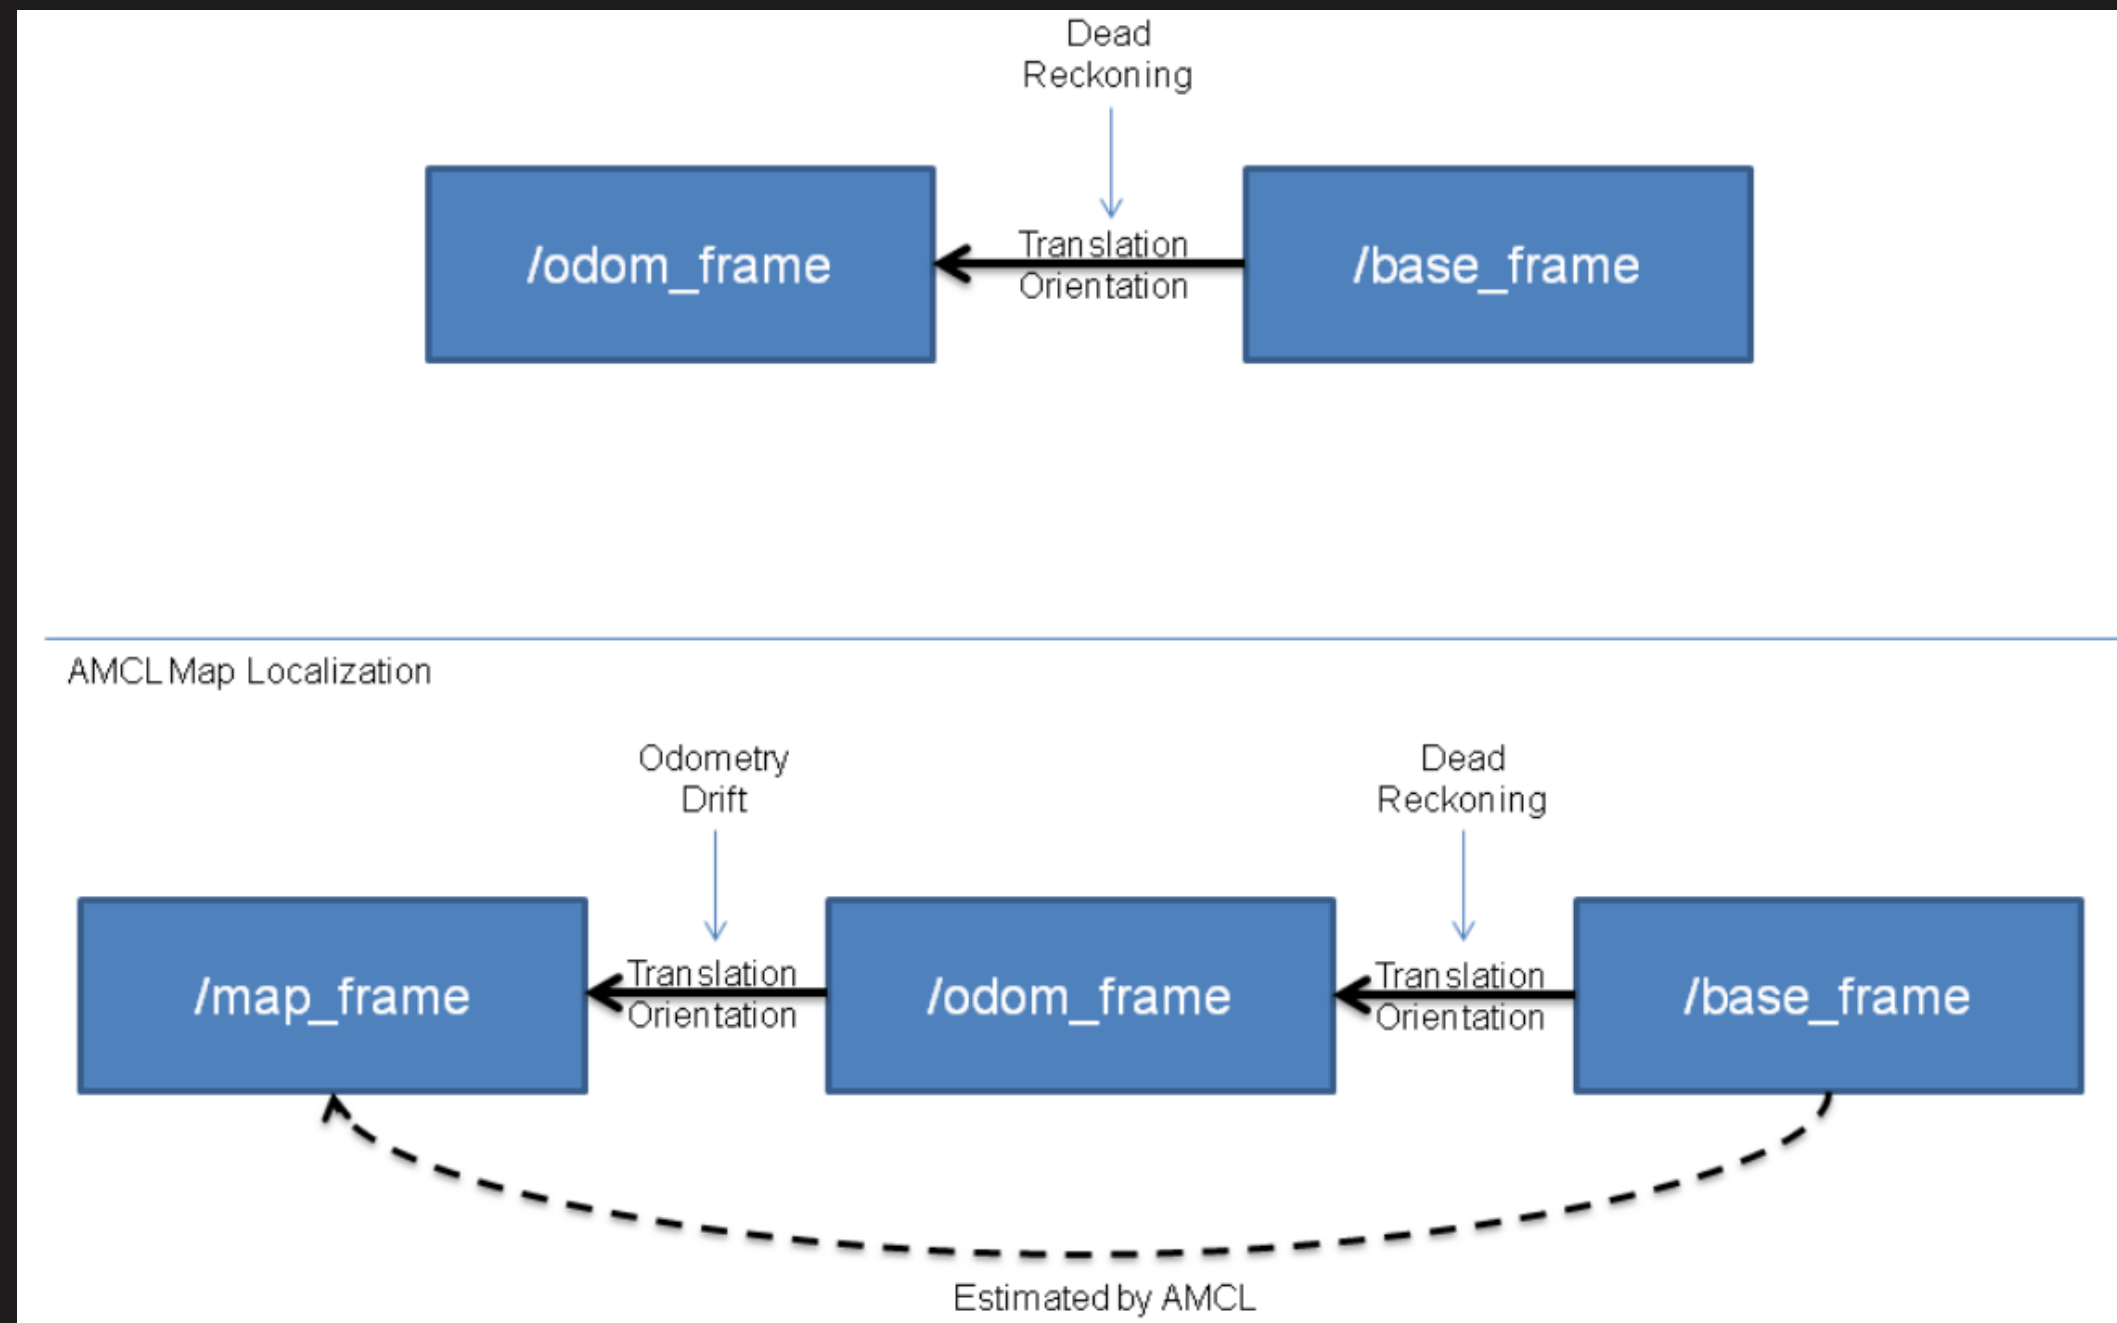 Dead
Reckoning
/odom_frame
Translation
Orientation
/base_frame
AMCL Map Localization
Odometry
Drift
Dead
Reckoning
/map_frame
Translation
Orientation
/odom_frame
Translation
Orientation
/base_frame
Estimated by AMCL